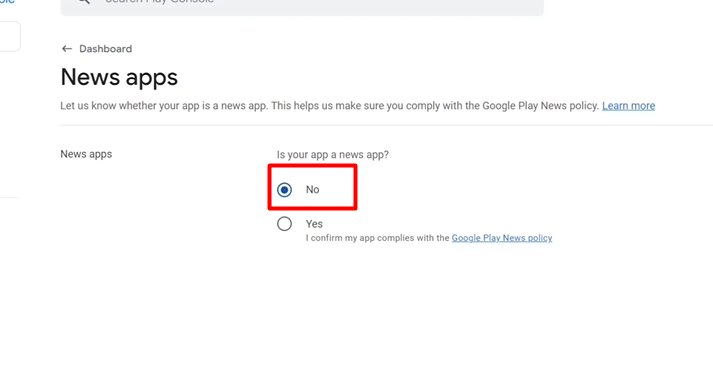 Search Play Console
Dashboard
News apps
Let us know whether your app is a news app. This helps us make sure you comply with the Google Play News policy. Learn more
News apps
Is your app a news app?
No
Yes
I confirm my app complies with the Google Play News policy